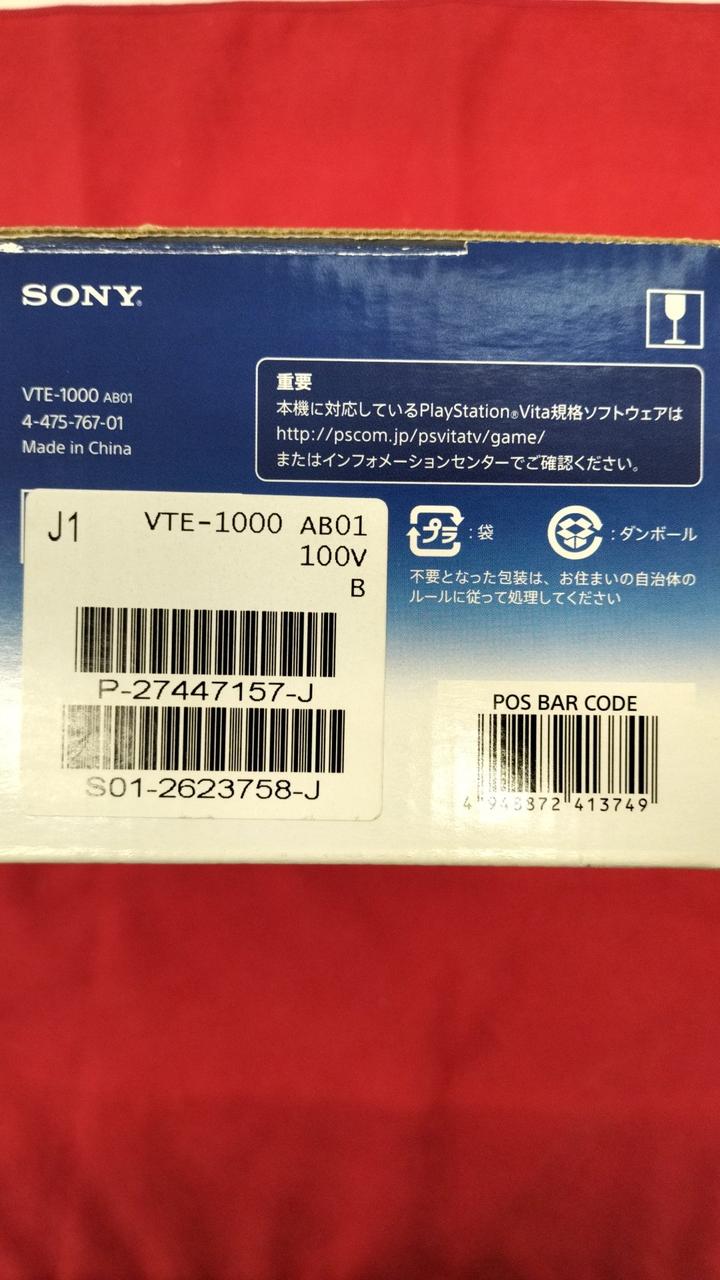 SONY®
VTE-1000 AB01
4-475-767-01
Made in China
重要
本機に対応しているPlayStation®Vita規格ソフトウェアは
http://pscom.jp/psvitatv/game/
またはインフォメーションセンターでご確認ください。
プラ : 袋
: ダンボール
不要となった包装は、お住まいの自治体の
ルールに従って処理してください
J1 VTE-1000 AB01
100V
B
P-27447157-J
S01-2623758-J
POS BAR CODE
4 948872 413749